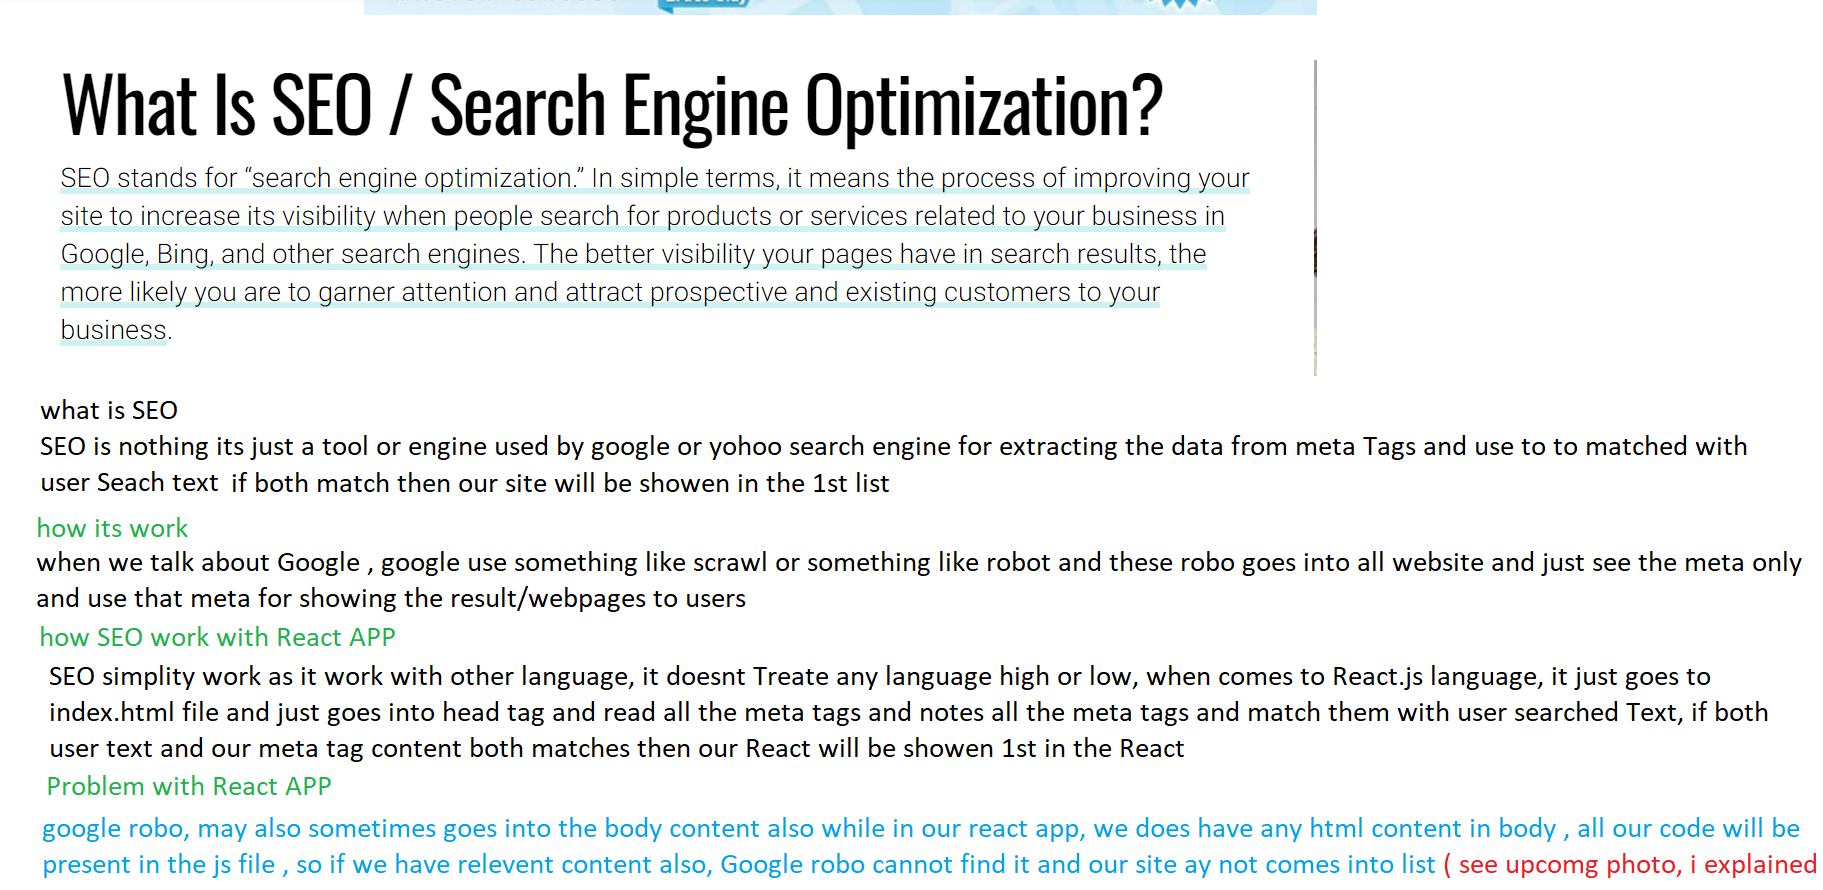 What Is SEO / Search Engine Optimization?
SEO stands for “search engine optimization.” In simple terms, it means the process of improving your
site to increase its visibility when people search for products or services related to your business in
Google, Bing, and other search engines. The better visibility your pages have in search results, the
more likely you are to garner attention and attract prospective and existing customers to your
business.
what is SEO
SEO is nothing its just a tool or engine used by google or yohoo search engine for extracting the data from meta Tags and use to to matched with
user Seach text if both match then our site will be showen in the 1st list
how its work
when we talk about Google , google use something like scrawl or something like robot and these robo goes into all website and just see the meta only
and use that meta for showing the result/webpages to users
how SEO work with React APP
SEO simplity work as it work with other language, it doesnt Treate any language high or low, when comes to React.js language, it just goes to
index.html file and just goes into head tag and read all the meta tags and notes all the meta tags and match them with user searched Text, if both
user text and our meta tag content both matches then our React will be showen 1st in the React
Problem with React APP
google robo, may also sometimes goes into the body content also while in our react app, we does have any html content in body , all our code will be
present in the js file , so if we have relevent content also, Google robo cannot find it and our site ay not comes into list ( see upcomg photo, i explained